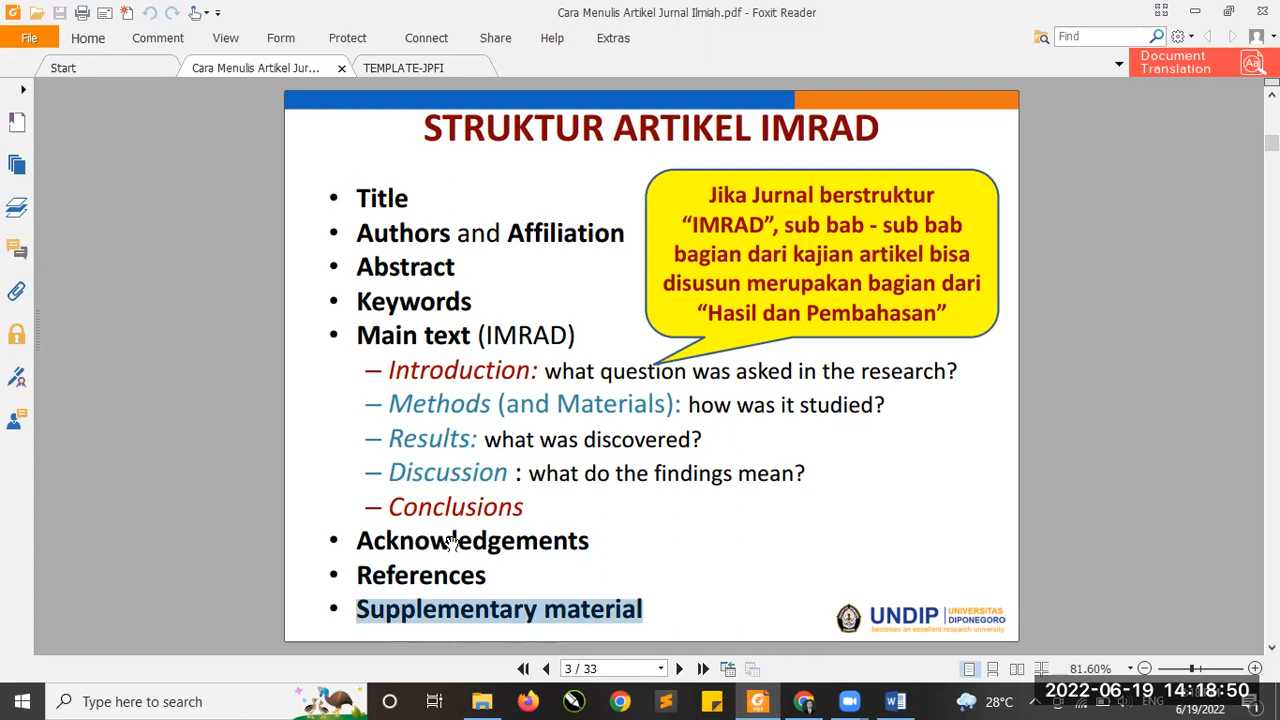 Cara Menulis Artikel Jurnal Ilmiah.pdf - Foxit Reader
File Home Comment View Form Protect Connect Share Help Extras Find
Start Cara Menulis Artikel Jur... TEMPLATE-JPFI
Document
Translation
STRUKTUR ARTIKEL IMRAD
• Title
• Authors and Affiliation
• Abstract
• Keywords
• Main text (IMRAD)
– Introduction: what question was asked in the research?
– Methods (and Materials): how was it studied?
– Results: what was discovered?
– Discussion : what do the findings mean?
– Conclusions
• Acknowledgements
• References
• Supplementary material
Jika Jurnal berstruktur
“IMRAD”, sub bab - sub bab
bagian dari kajian artikel bisa
disusun merupakan bagian dari
“Hasil dan Pembahasan”
UNDIP UNIVERSITAS
DIPONEGORO
becomes an excellent research university
3 / 33
81.60%
Type here to search
28°C
2022-06-19 14:18:50
6/19/2022